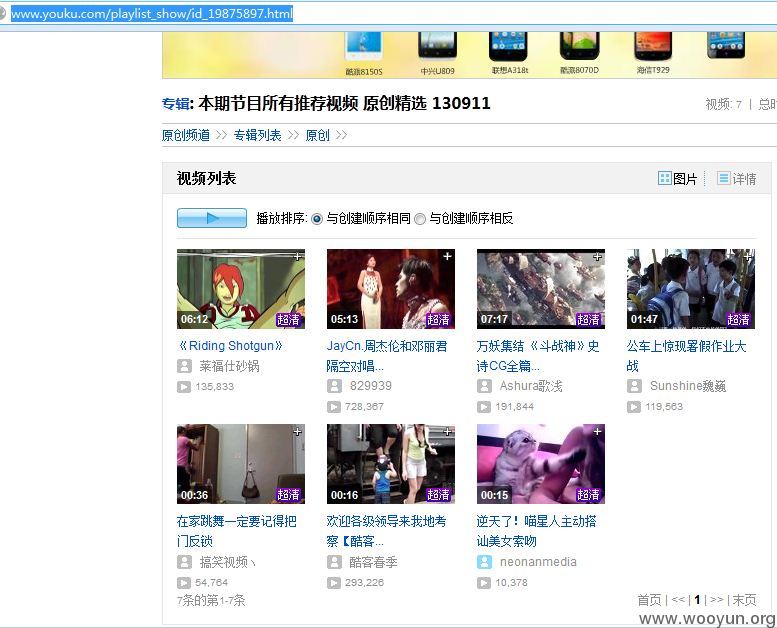 www.youku.com/playlist_show/id_19875897.html
酷派8150S 中兴U809 联想A318t 酷派8070D 海信T929
专辑: 本期节目所有推荐视频 原创精选 130911 视频: 7 | 总时
原创频道 >> 专辑列表 >> 原创 >>
视频列表 图片 详情
播放排序: 与创建顺序相同 与创建顺序相反
06:12 超清 05:13 超清 07:17 超清 01:47 超清
《Riding Shotgun》 JayCn.周杰伦和邓丽君 万妖集结《斗战神》史 公车上惊现暑假作业大
莱福仕砂锅 隔空对唱... 诗CG全篇... 战
135,833 829939 Ashura歌浅 Sunshine魏巍
728,367 191,844 119,563
00:36 超清 00:16 超清 00:15 超清
在家跳舞一定要记得把 欢迎各级领导来我地考 逆天了！喵星人主动搭
门反锁 察【酷客... 讪美女索吻
搞笑视频丶 酷客春季 neonanmedia
54,764 293,226 10,378
7条的第1-7条 首页 | << | 1 | >> | 末页
www.wooyun.org